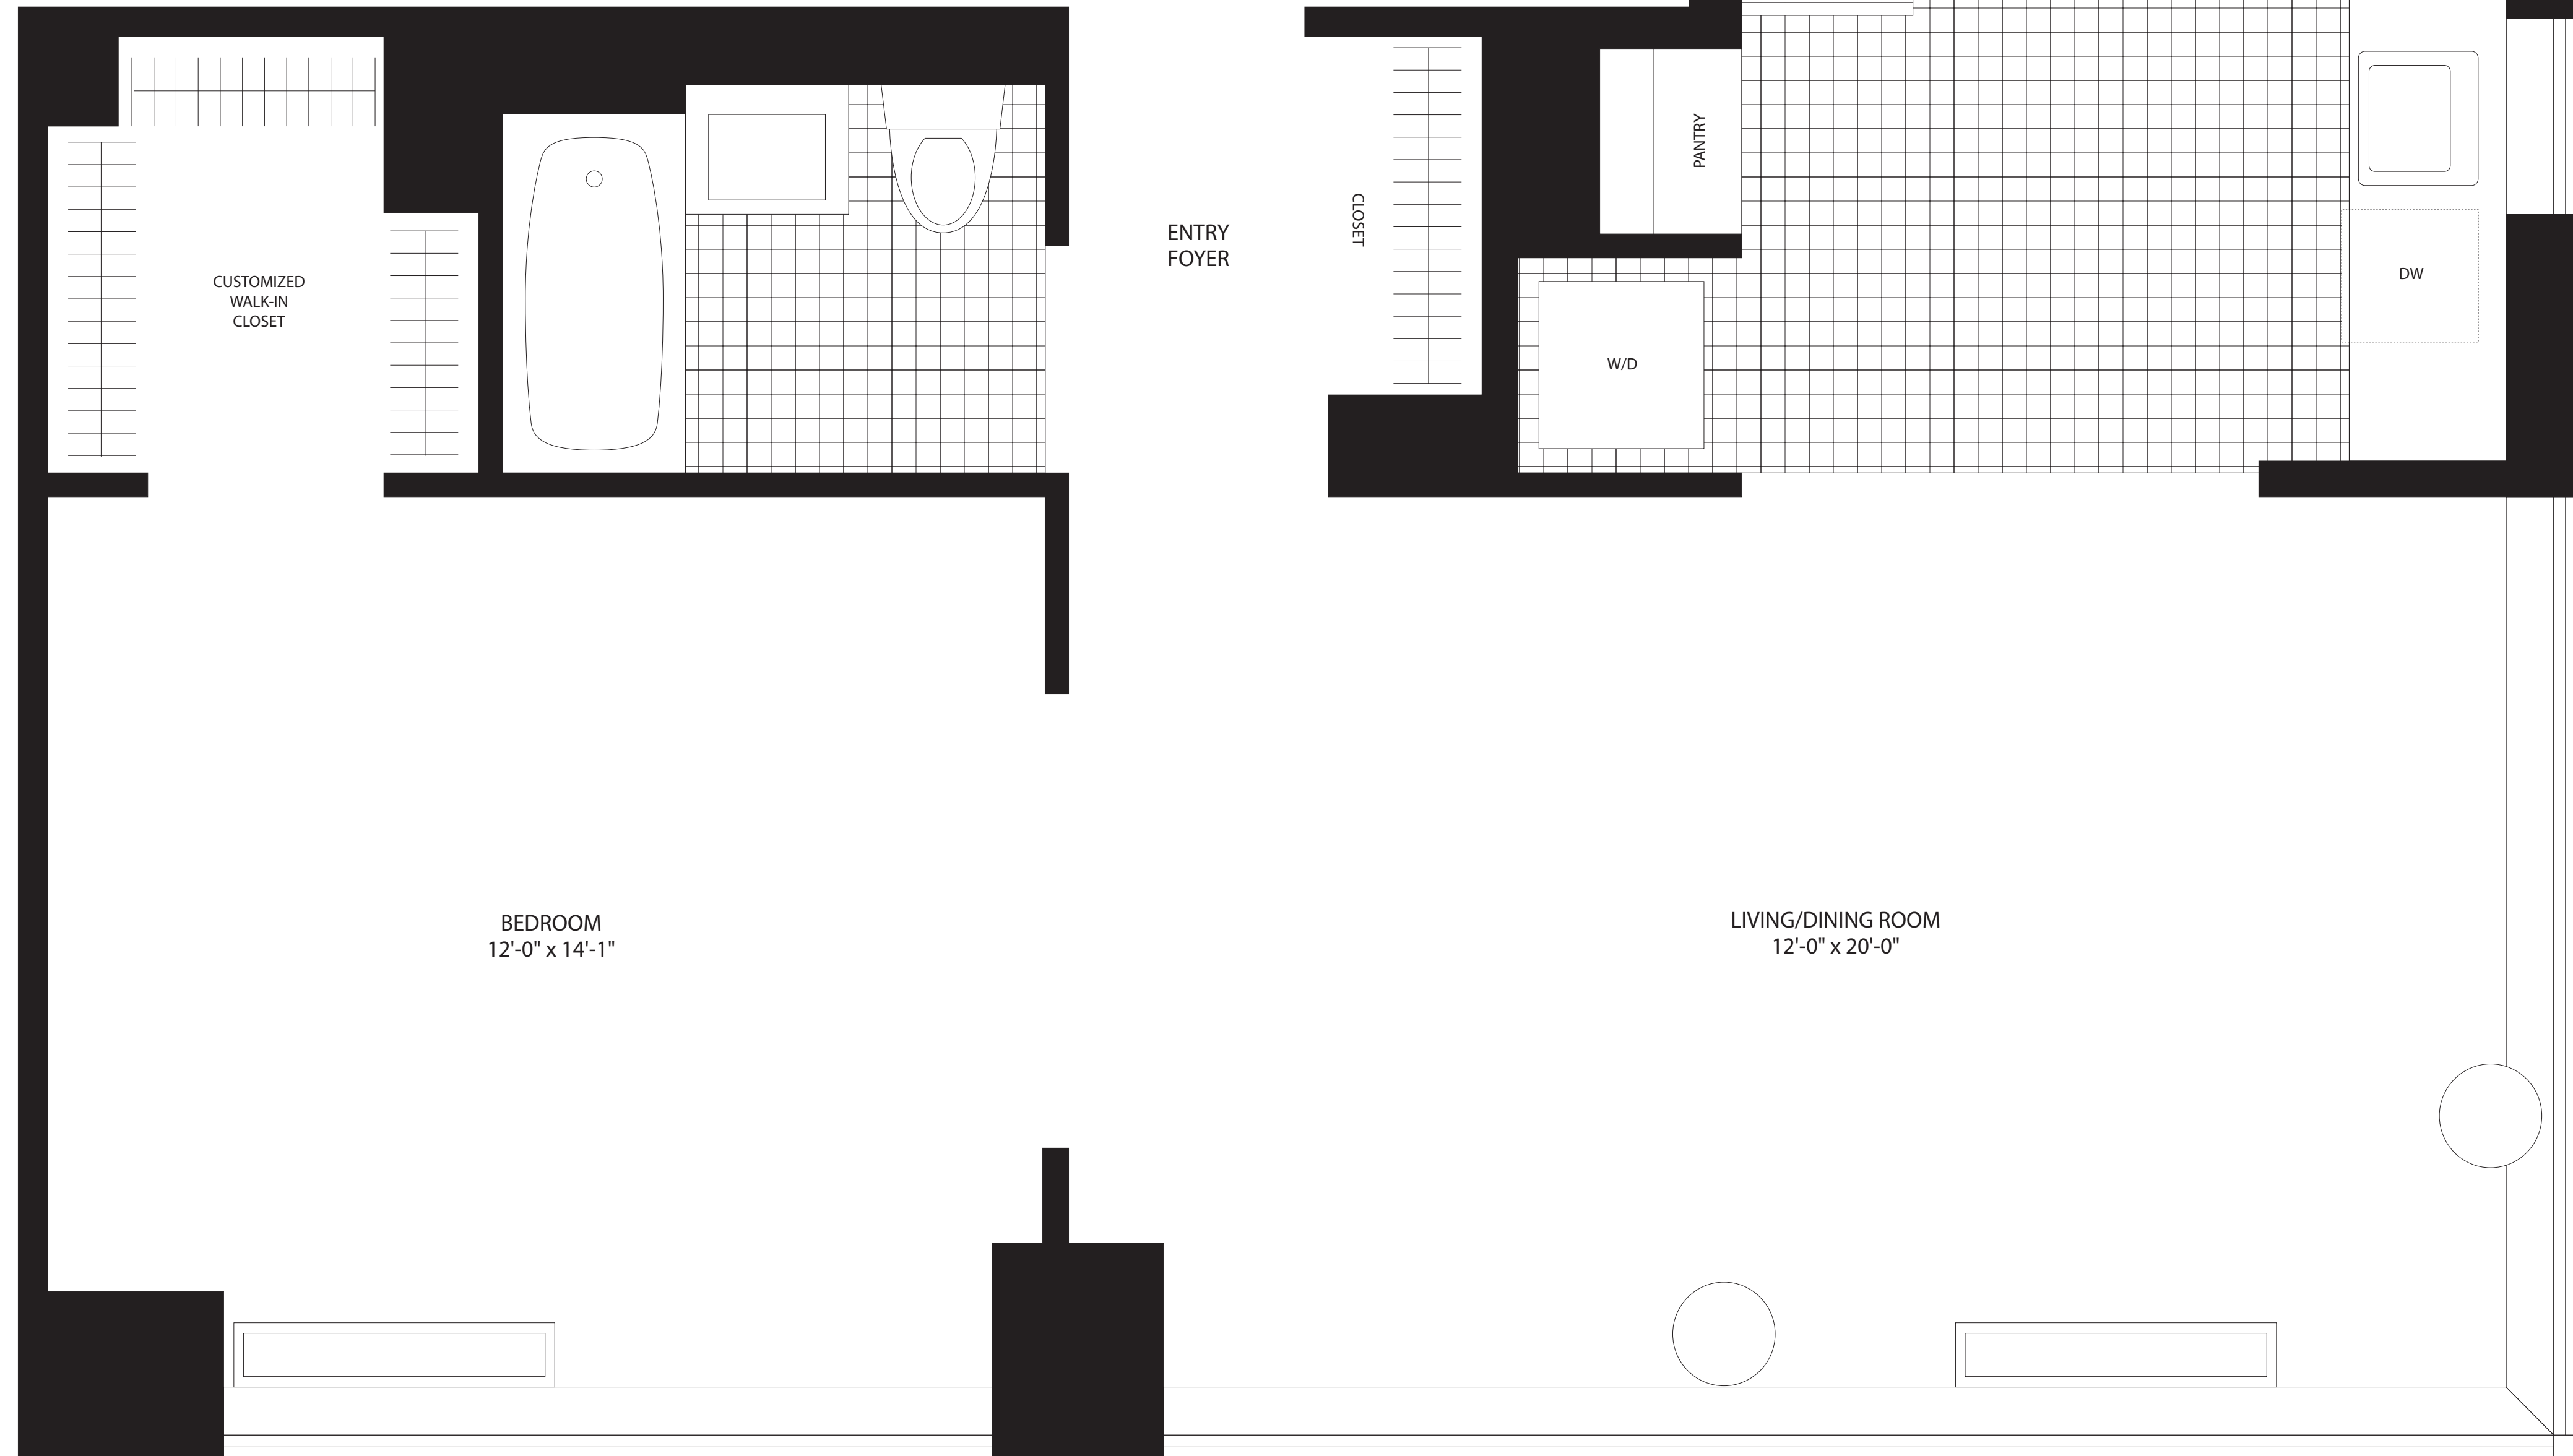 PANTRY
CLOSET
ENTRY
FOYER
CUSTOMIZED
WALK-IN
CLOSET
DW
W/D
BEDROOM
12'-0" x 14'-1"
LIVING/DINING ROOM
12'-0" x 20'-0"